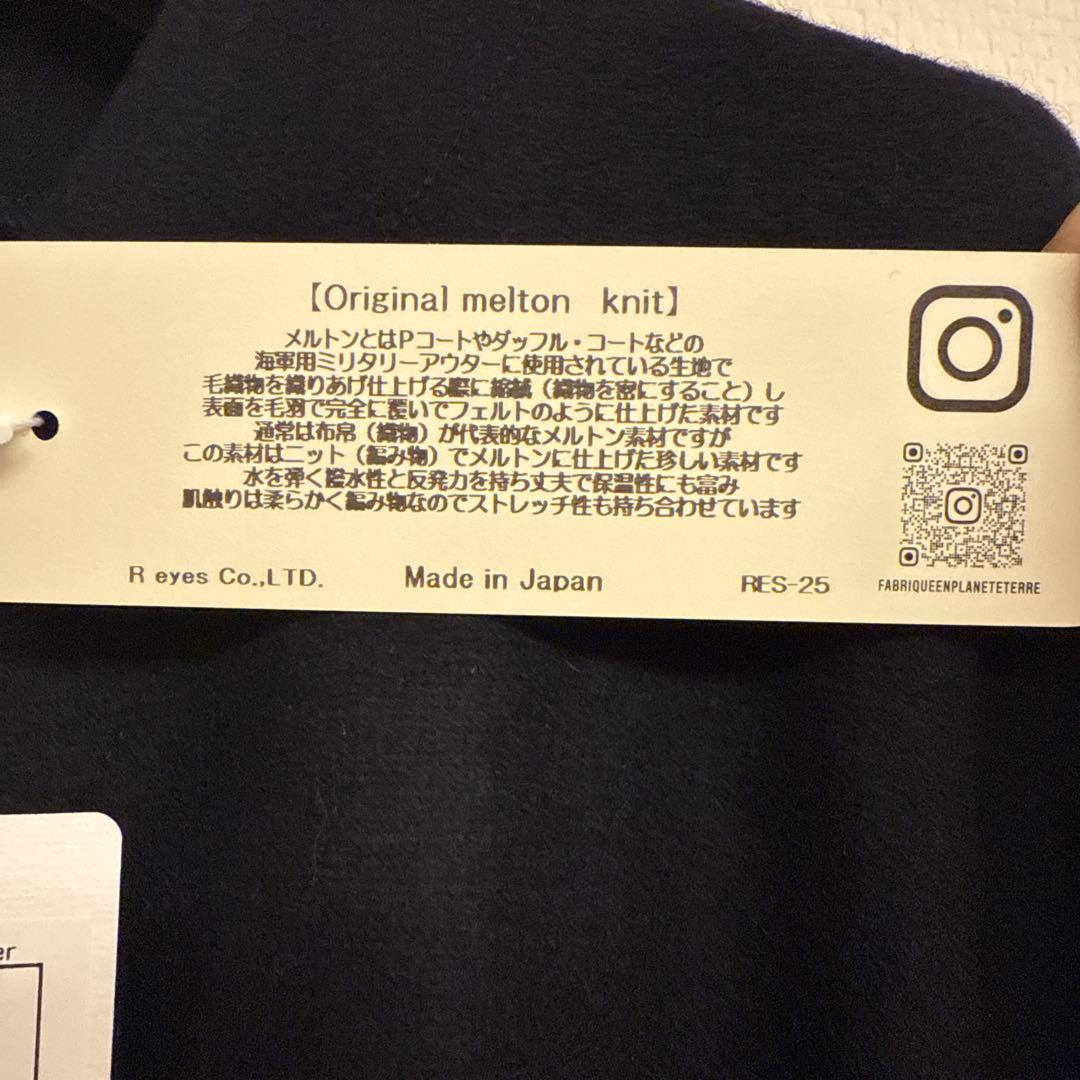 【Original melton knit】
メルトンとはPコートやダッフル・コートなどの
海軍用ミリタリーアウターに使用されている生地で
毛織物を織りあげ仕上げる際に縮絨（織物を密にすること）し
表面を毛羽で完全に覆いでフェルトのように仕上げた素材です
通常は布帛（織物）が代表的なメルトン素材ですが
この素材はニット（編み物）でメルトンに仕上げた珍しい素材です
水を弾く撥水性と反発力を持ち丈夫で保温性にも富み
肌触りは柔らかく編み物なのでストレッチ性も持ち合わせています
R eyes Co.,LTD. Made in Japan RES-25
FABRIQUEENPLANETETERRE